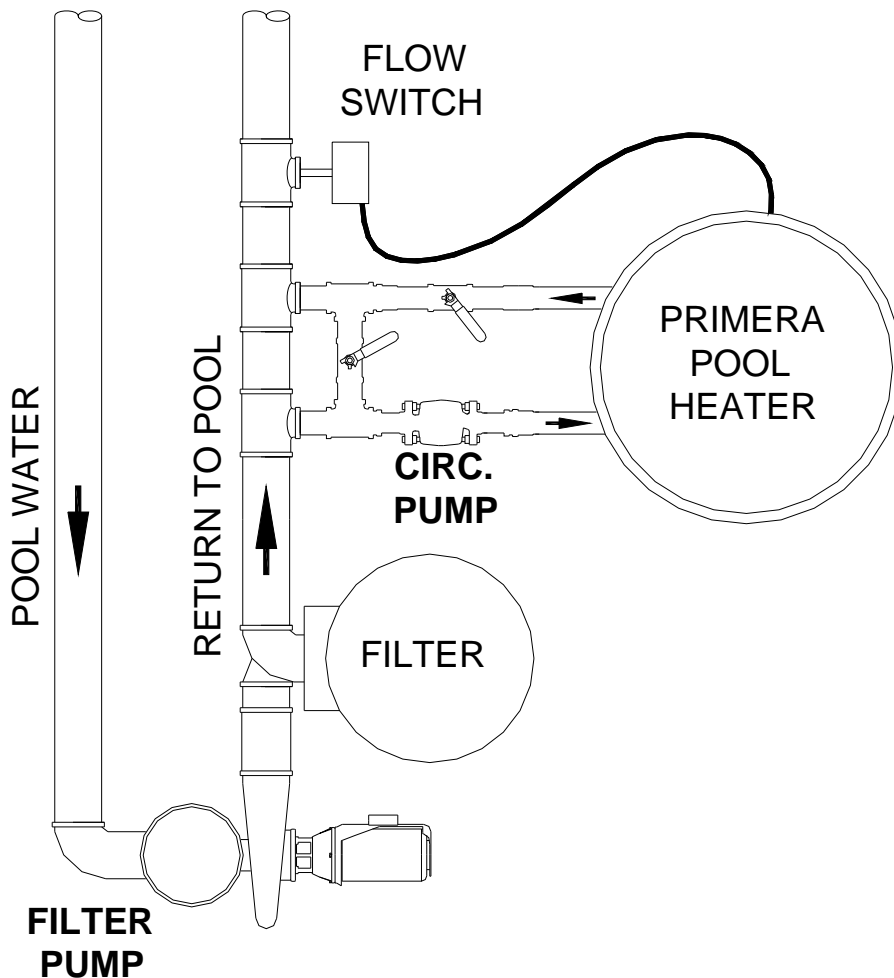 FLOW
SWITCH
PRIMERA
POOL
HEATER
POOL WATER
RETURN TO POOL
CIRC.
PUMP
FILTER
FILTER
PUMP